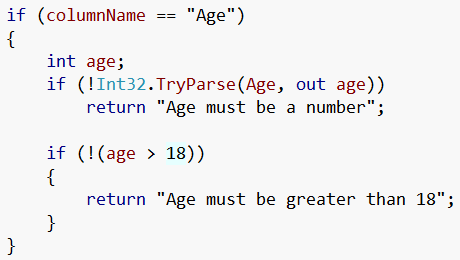 if (columnName == "Age")
{
    int age;
    if (!Int32.TryParse(Age, out age))
        return "Age must be a number";

    if (!(age > 18))
    {
        return "Age must be greater than 18";
    }
}